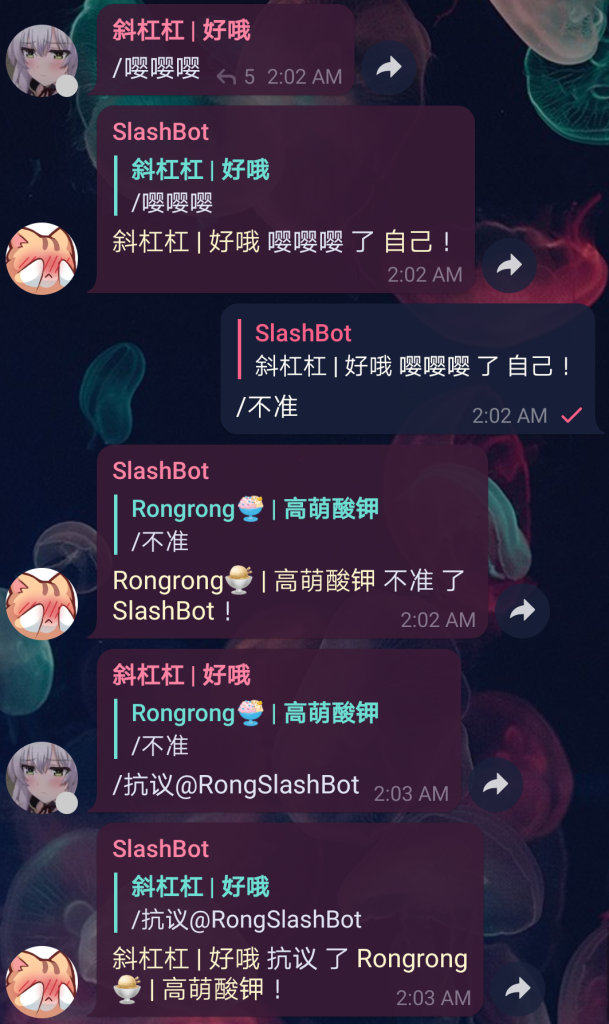 斜杠杠 | 好哦
/嘤嘤嘤 5 2:02 AM
SlashBot
斜杠杠 | 好哦
/嘤嘤嘤
斜杠杠 | 好哦 嘤嘤嘤 了 自己！
2:02 AM
SlashBot
斜杠杠 | 好哦 嘤嘤嘤 了 自己！
/不准 2:02 AM
SlashBot
Rongrong🍧 | 高萌酸钾
/不准
Rongrong🍨 | 高萌酸钾 不准 了
SlashBot！ 2:02 AM
斜杠杠 | 好哦
Rongrong🍧 | 高萌酸钾
/不准
/抗议@RongSlashBot 2:03 AM
SlashBot
斜杠杠 | 好哦
/抗议@RongSlashBot
斜杠杠 | 好哦 抗议 了 Rongrong
🍨 | 高萌酸钾！ 2:03 AM